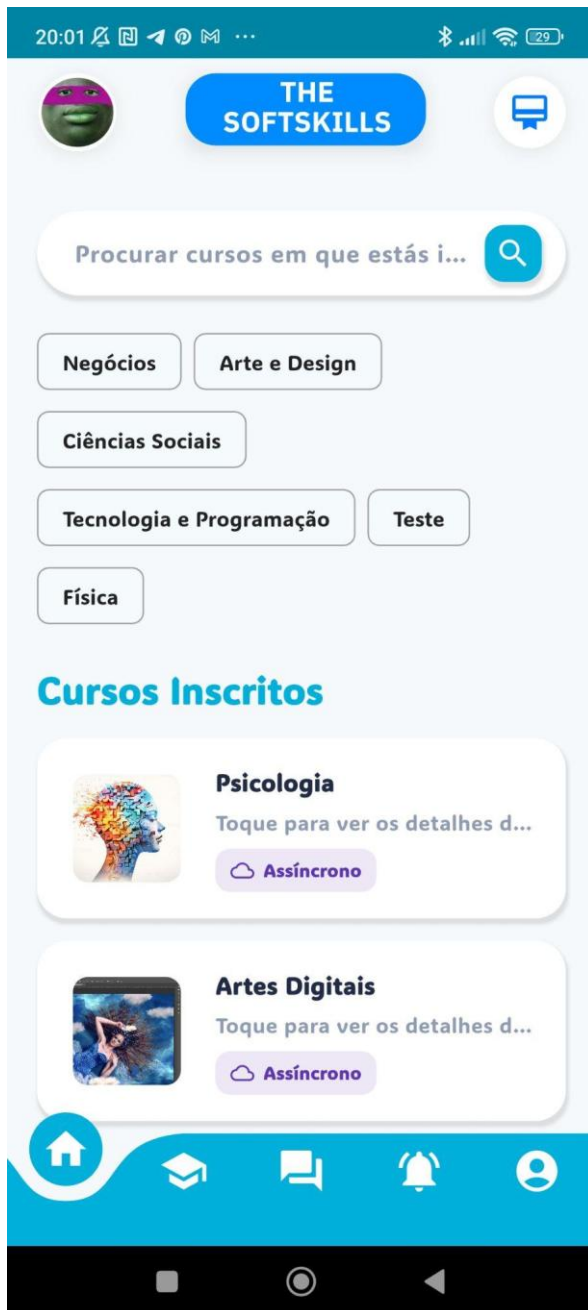 20:01 ... 29
THE
SOFTSKILLS
Procurar cursos em que estás i...
Negócios Arte e Design
Ciências Sociais
Tecnologia e Programação Teste
Física
Cursos Inscritos
Psicologia
Toque para ver os detalhes d...
Assíncrono
Artes Digitais
Toque para ver os detalhes d...
Assíncrono